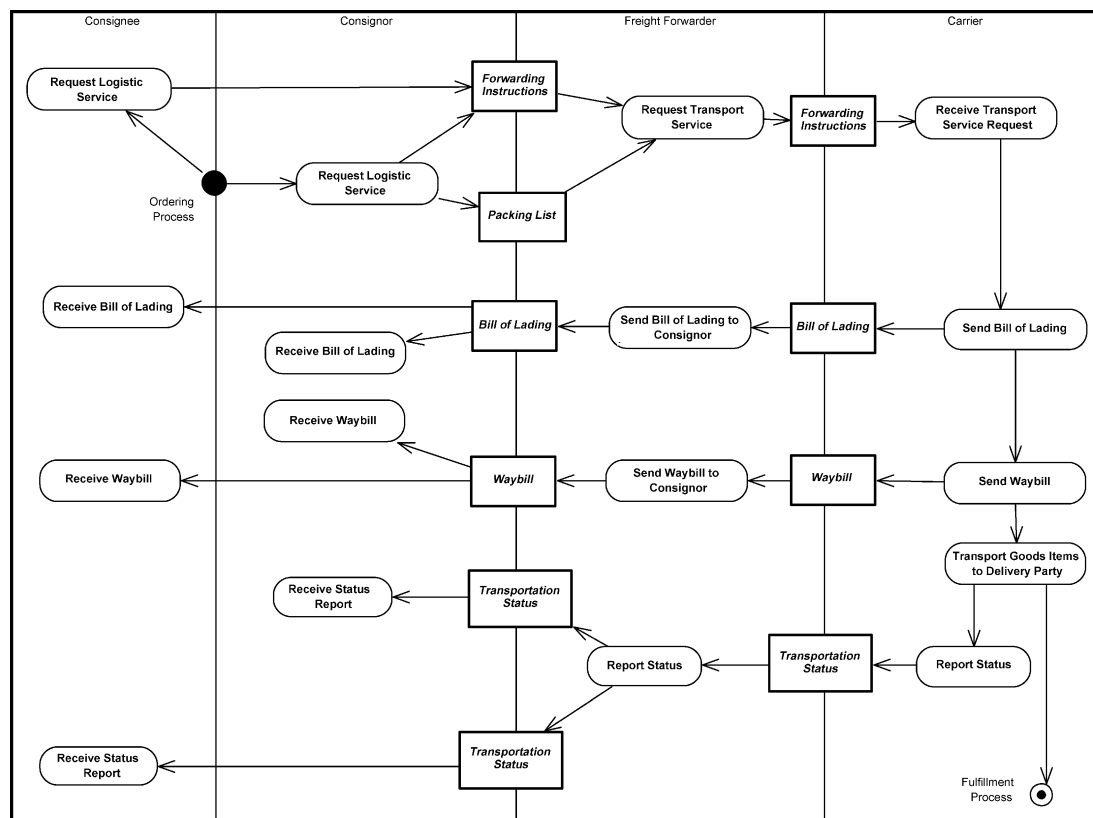 Consignee
Consignor
Freight Forwarder
Carrier
Request Logistic
Service
Forwarding
Instructions
Request Transport
Service
Forwarding
Instructions
Receive Transport
Service Request
Ordering
Process
Request Logistic
Service
Packing List
Receive Bill of Lading
Bill of Lading
Send Bill of Lading to
Consignor
Bill of Lading
Send Bill of Lading
Receive Bill of Lading
Receive Waybill
Receive Waybill
Waybill
Send Waybill to
Consignor
Waybill
Send Waybill
Transport Goods Items
to Delivery Party
Receive Status
Report
Transportation
Status
Report Status
Transportation
Status
Report Status
Receive Status
Report
Transportation
Status
Fulfillment
Process